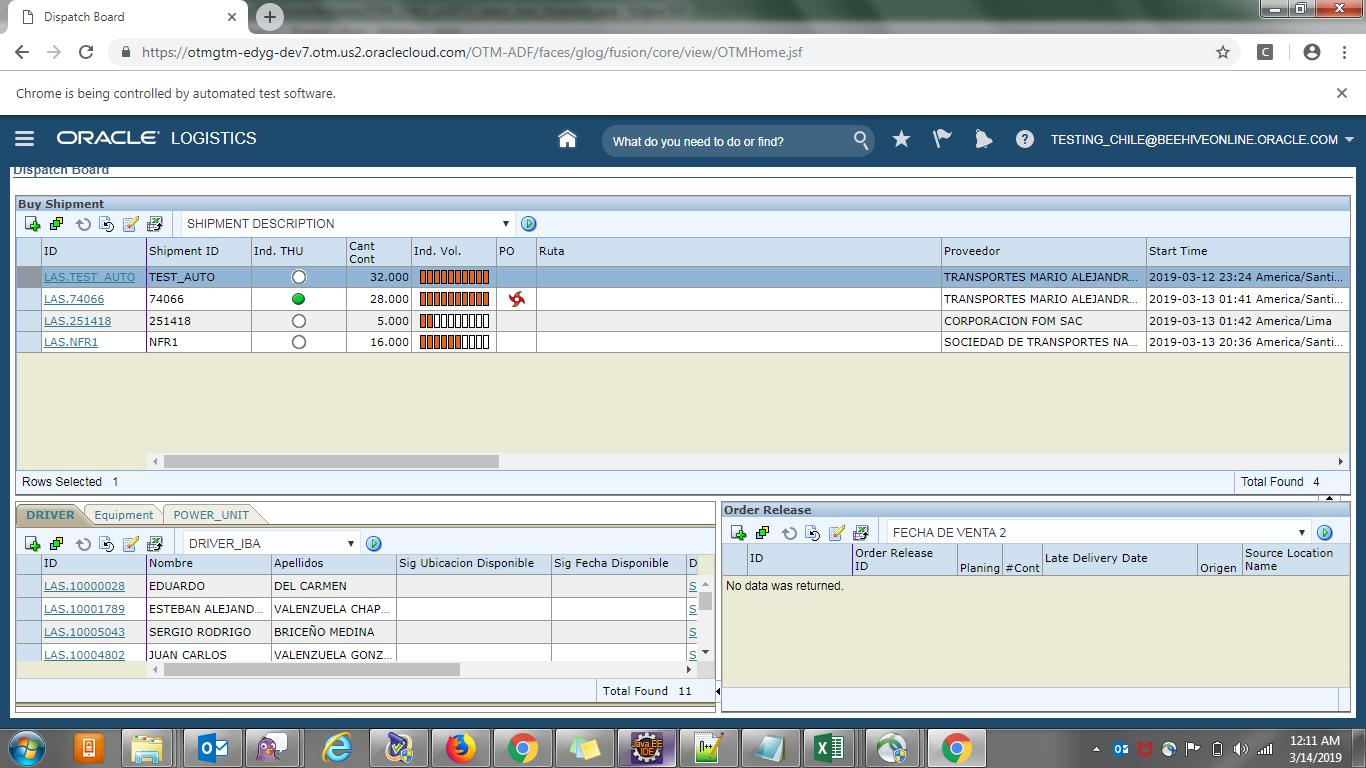 Dispatch Board
https://otmgtm-edyg-dev7.otm.us2.oraclecloud.com/OTM-ADF/faces/glog/fusion/core/view/OTMHome.jsf
C
Chrome is being controlled by automated test software.
ORACLE LOGISTICS
What do you need to do or find?
TESTING_CHILE@BEEHIVEONLINE.ORACLE.COM
Dispatch Board
Buy Shipment
SHIPMENT DESCRIPTION
ID Shipment ID Ind. THU Cant Cont Ind. Vol. PO Ruta Proveedor Start Time
LAS.TEST_AUTO TEST_AUTO 32.000 TRANSPORTES MARIO ALEJANDR... 2019-03-12 23:24 America/Santi...
LAS.74066 74066 28.000 TRANSPORTES MARIO ALEJANDR... 2019-03-13 01:41 America/Santi...
LAS.251418 251418 5.000 CORPORACION FOM SAC 2019-03-13 01:42 America/Lima
LAS.NFR1 NFR1 16.000 SOCIEDAD DE TRANSPORTES NA... 2019-03-13 20:36 America/Santi...
Rows Selected 1 Total Found 4
DRIVER Equipment POWER_UNIT
DRIVER_IBA
ID Nombre Apellidos Sig Ubicacion Disponible Sig Fecha Disponible D
LAS.10000028 EDUARDO DEL CARMEN S
LAS.10001789 ESTEBAN ALEJAND... VALENZUELA CHAP... S
LAS.10005043 SERGIO RODRIGO BRICEÑO MEDINA S
LAS.10004802 JUAN CARLOS VALENZUELA GONZ... S
Total Found 11
Order Release
FECHA DE VENTA 2
ID Order Release ID Planing #Cont Late Delivery Date Origen Source Location Name
No data was returned.
Java EE
IDE
12:11 AM
3/14/2019